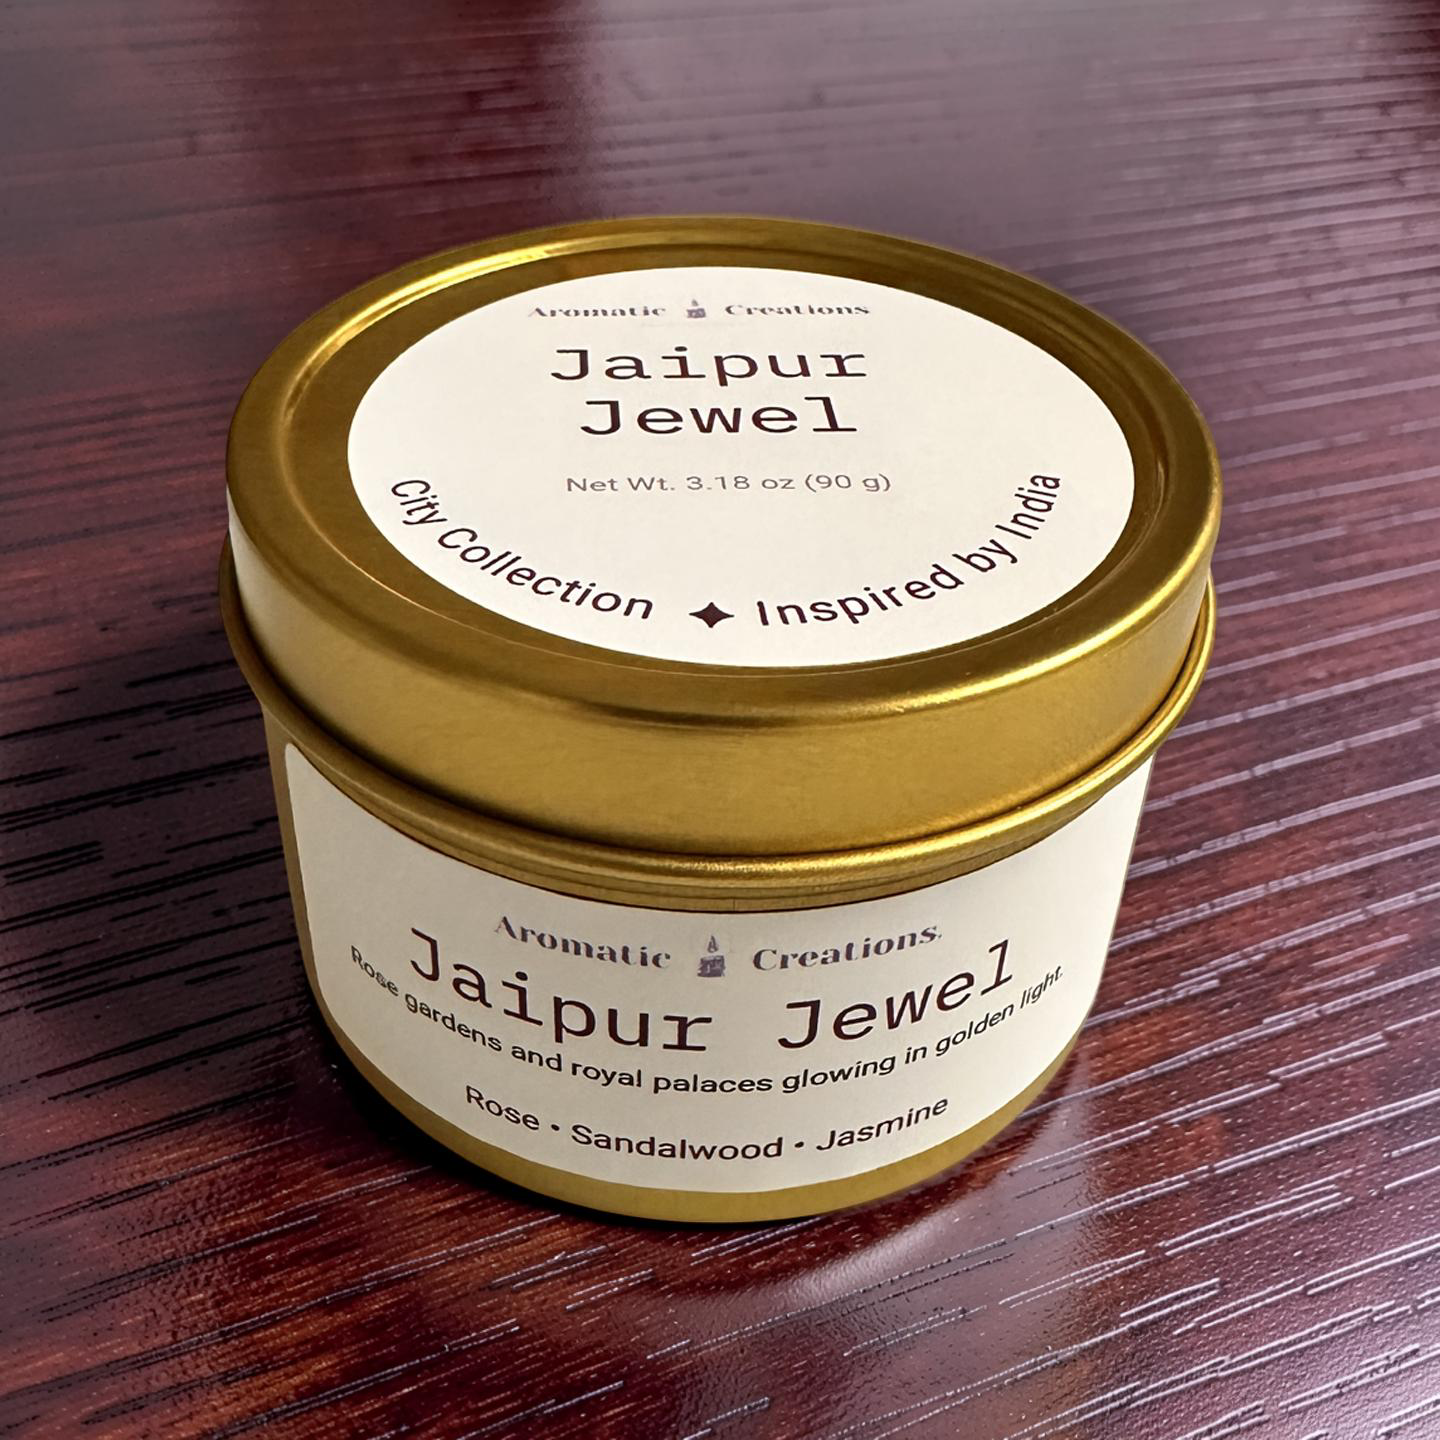 Aromatic Creations
Jaipur
Jewel
Net Wt. 3.18 oz (90 g)
City Collection ✦ Inspired by India
Aromatic Creations
Jaipur Jewel
Rose gardens and royal palaces glowing in golden light.
Rose • Sandalwood • Jasmine